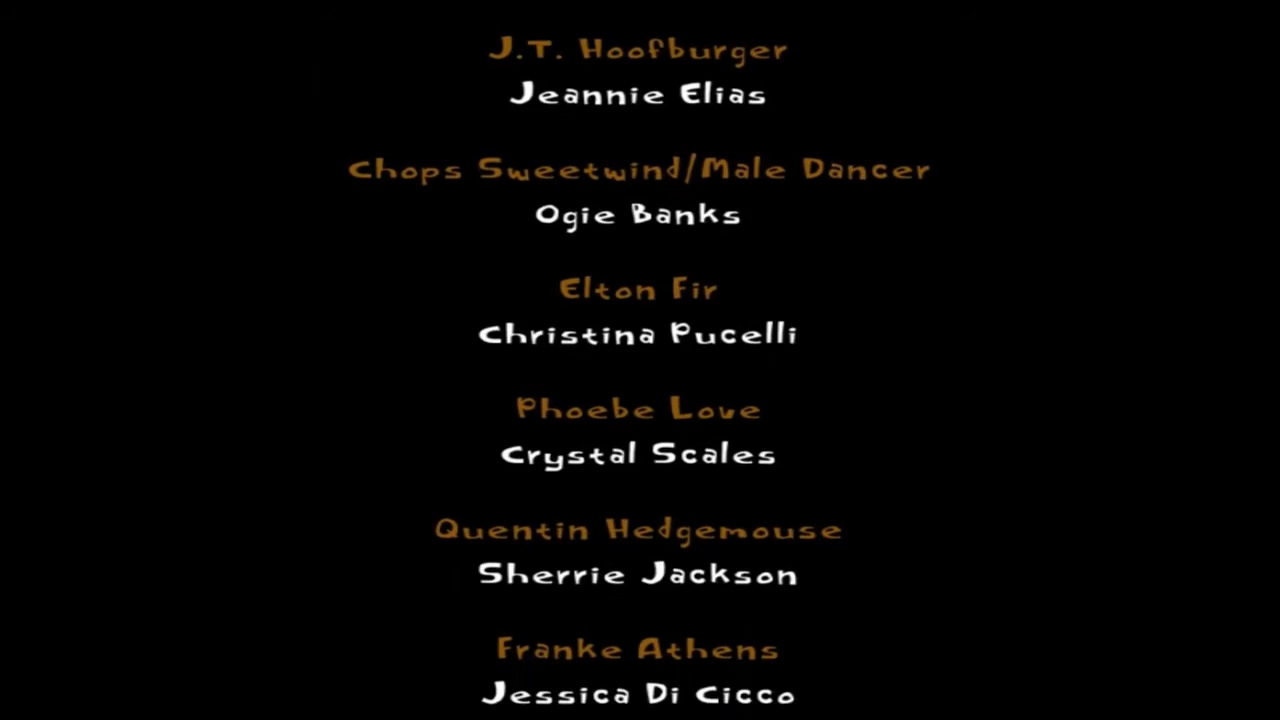 J.T. Hoofburger
Jeannie Elias
Chops Sweetwind/Male Dancer
Ogie Banks
Elton Fir
Christina Pucelli
Phoebe Love
Crystal Scales
Quentin Hedgemouse
Sherrie Jackson
Franke Athens
Jessica Di Cicco